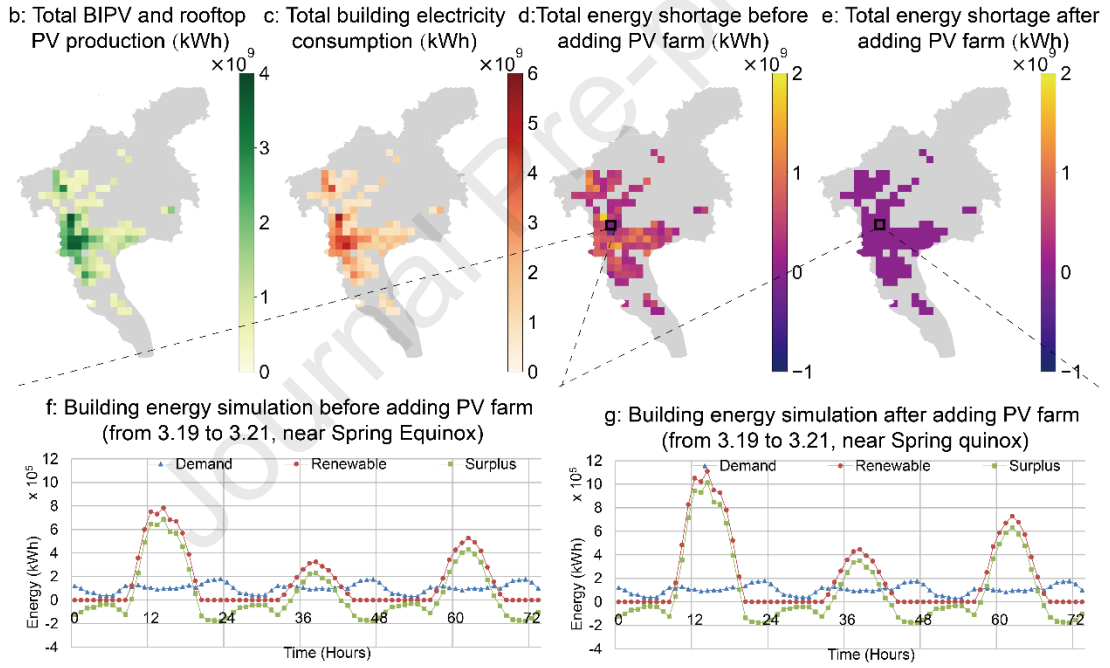 b: Total BIPV and rooftop
PV production (kWh)
c: Total building electricity
consumption (kWh)
d:Total energy shortage before
adding PV farm (kWh)
e: Total energy shortage after
adding PV farm (kWh)
×10⁹
4
3
2
1
0
×10⁹
6
5
4
3
2
1
0
×10⁹
2
1
0
−1
×10⁹
2
1
0
−1
Journal Pre-p
f: Building energy simulation before adding PV farm
(from 3.19 to 3.21, near Spring Equinox)
Demand Renewable Surplus
x 10⁵
Energy (kWh)
12
10
8
6
4
2
0
-2
-4
0 12 24 36 48 60 72
Time (Hours)
g: Building energy simulation after adding PV farm
(from 3.19 to 3.21, near Spring quinox)
Demand Renewable Surplus
x 10⁵
Energy (kWh)
12
10
8
6
4
2
0
-2
-4
0 12 24 36 48 60 72
Time (Hours)